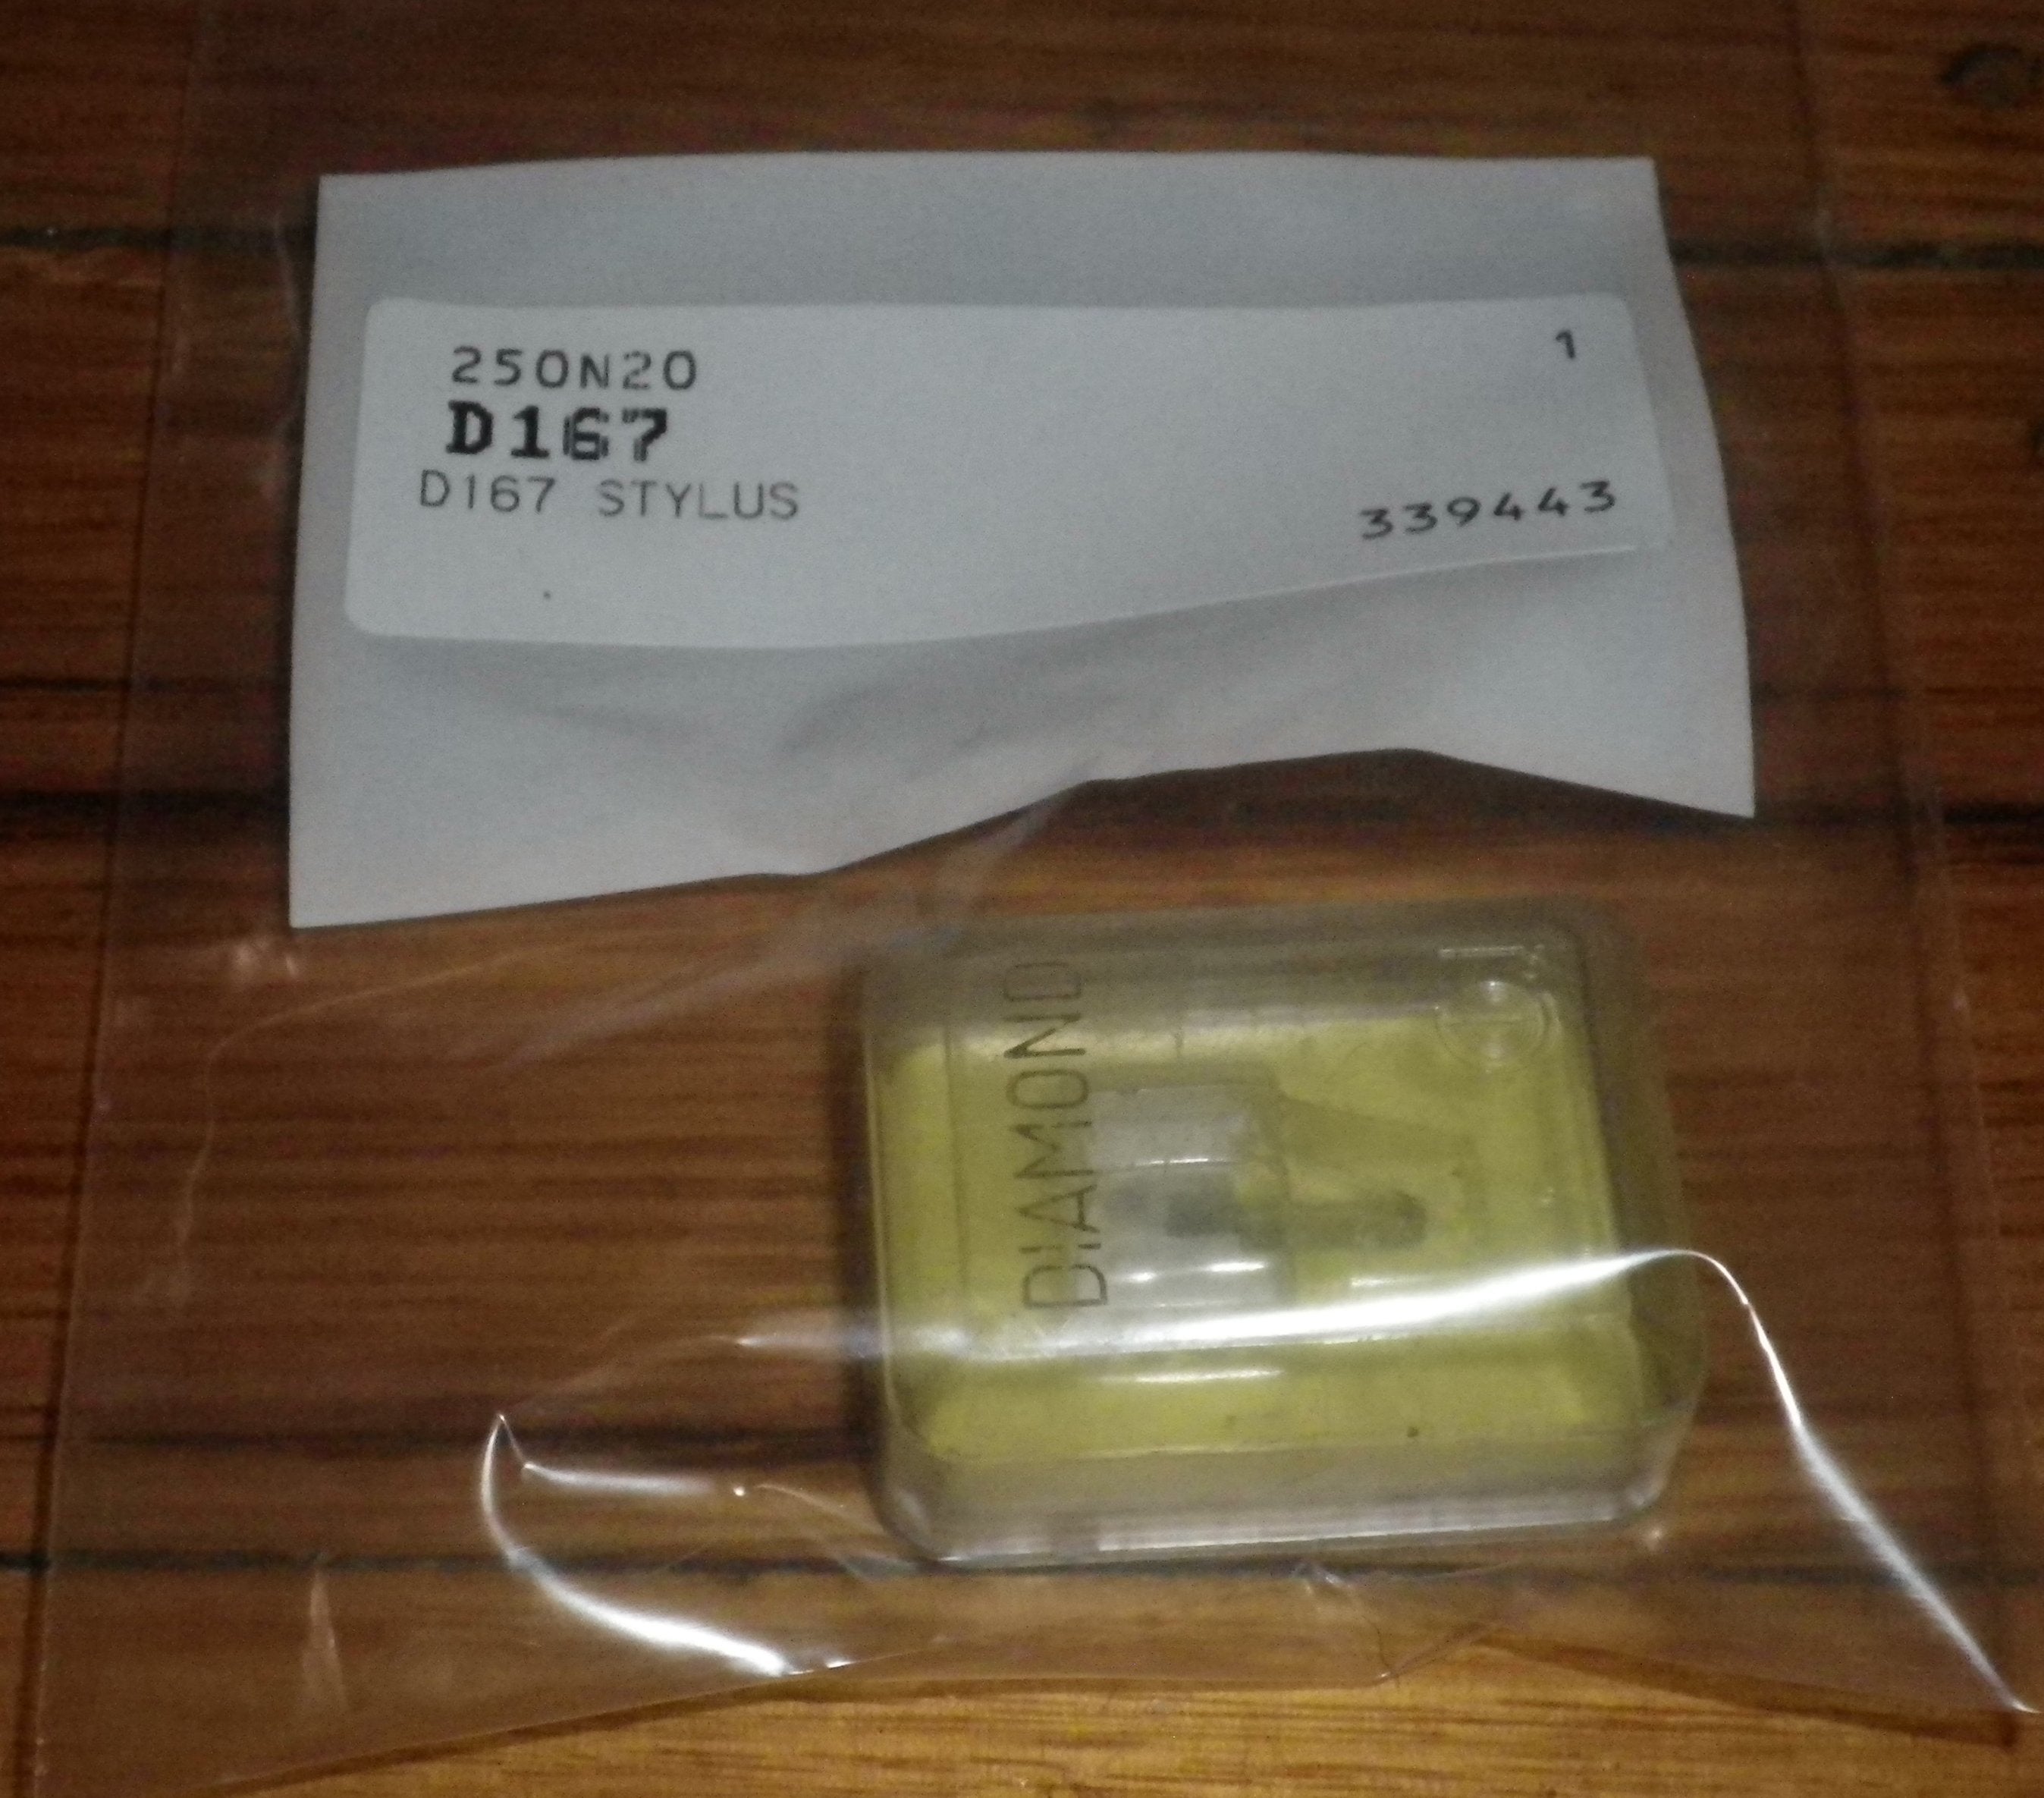 250N20 1
D167
D167 STYLUS 339443
DIAMOND